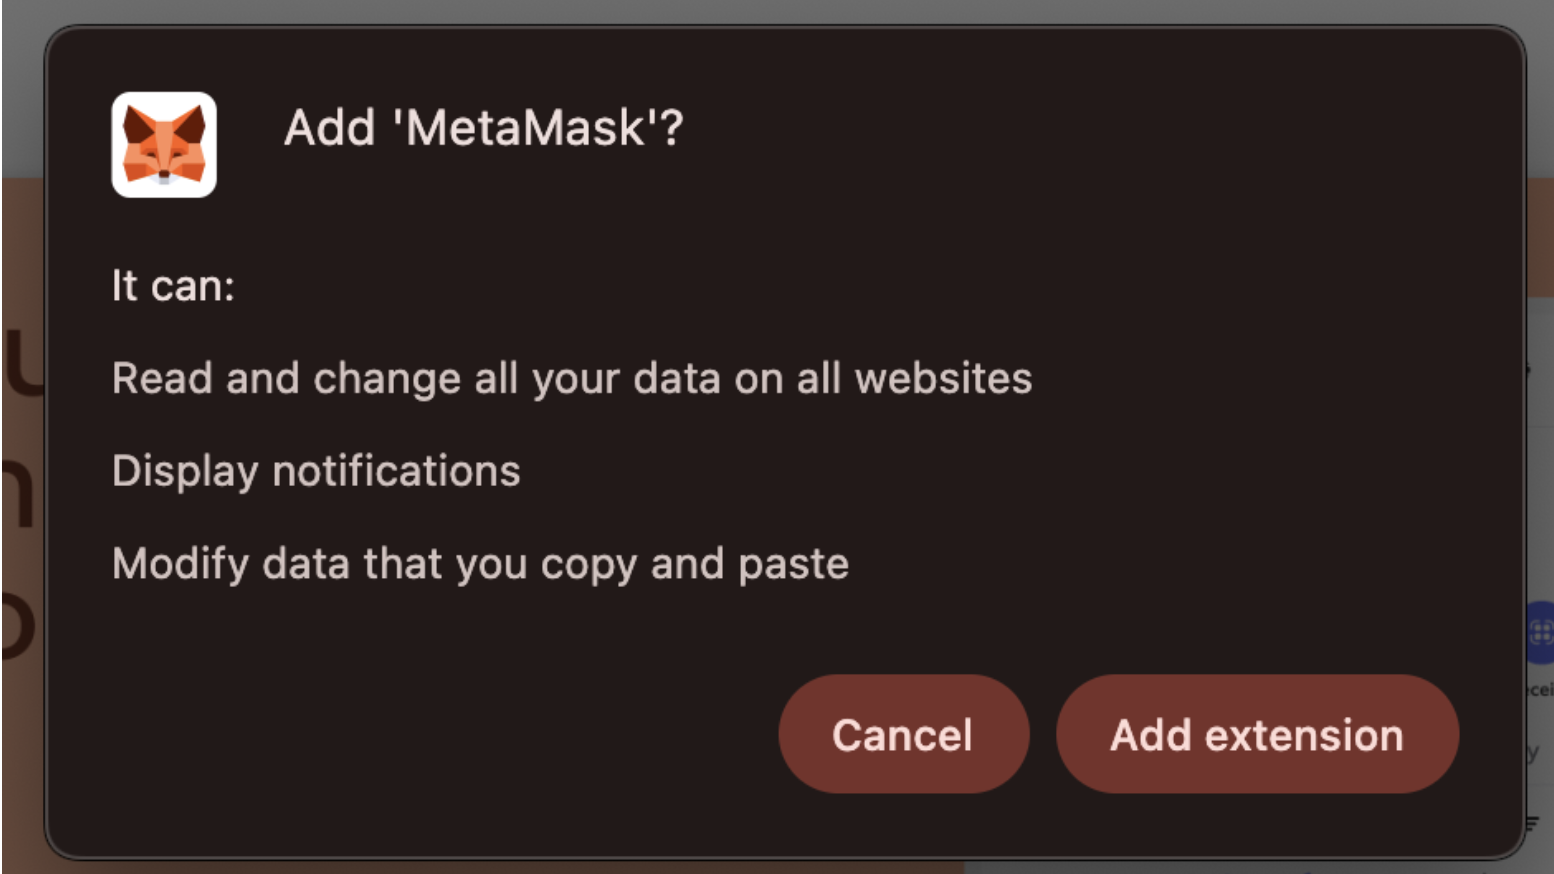 Add 'MetaMask'?
It can:
Read and change all your data on all websites
Display notifications
Modify data that you copy and paste
Cancel
Add extension